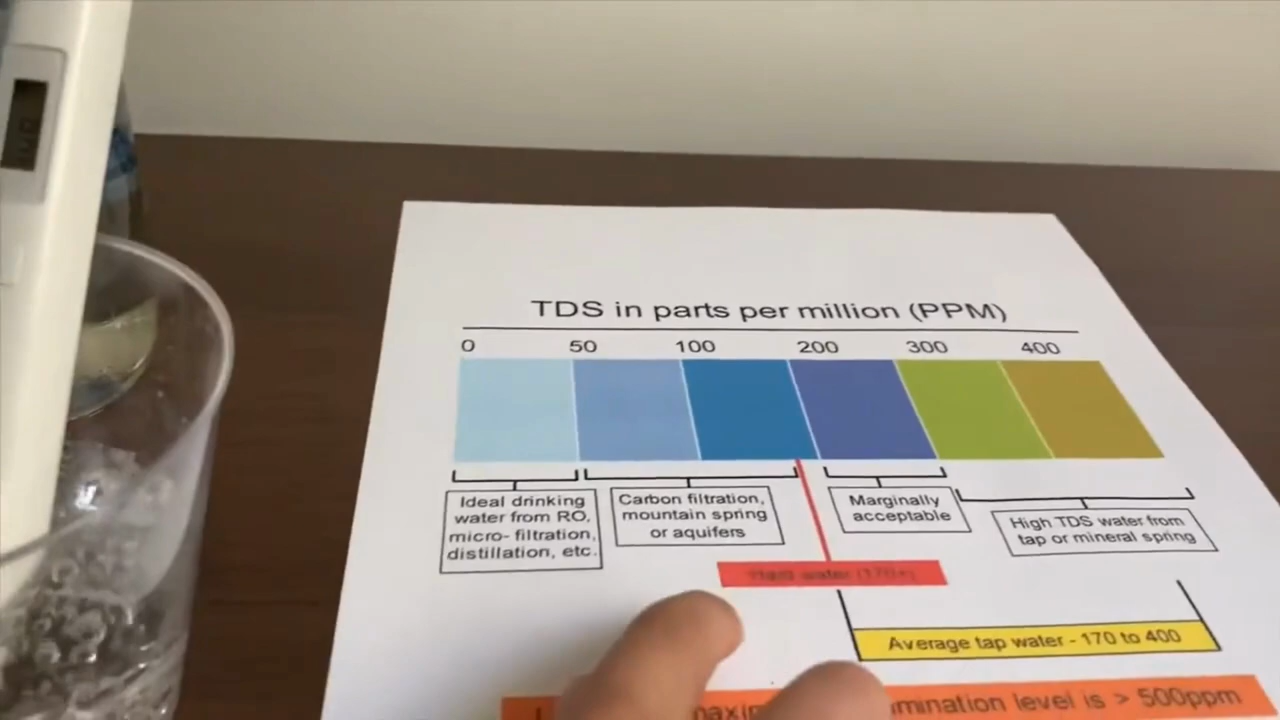 TDS in parts per million (PPM)
0 50 100 200 300 400
Ideal drinking
water from RO,
micro- filtration,
distillation, etc.
Carbon filtration,
mountain spring
or aquifers
Marginally
acceptable
High TDS water from
tap or mineral spring
water (170+)
Average tap water - 170 to 400
level is > 500ppm